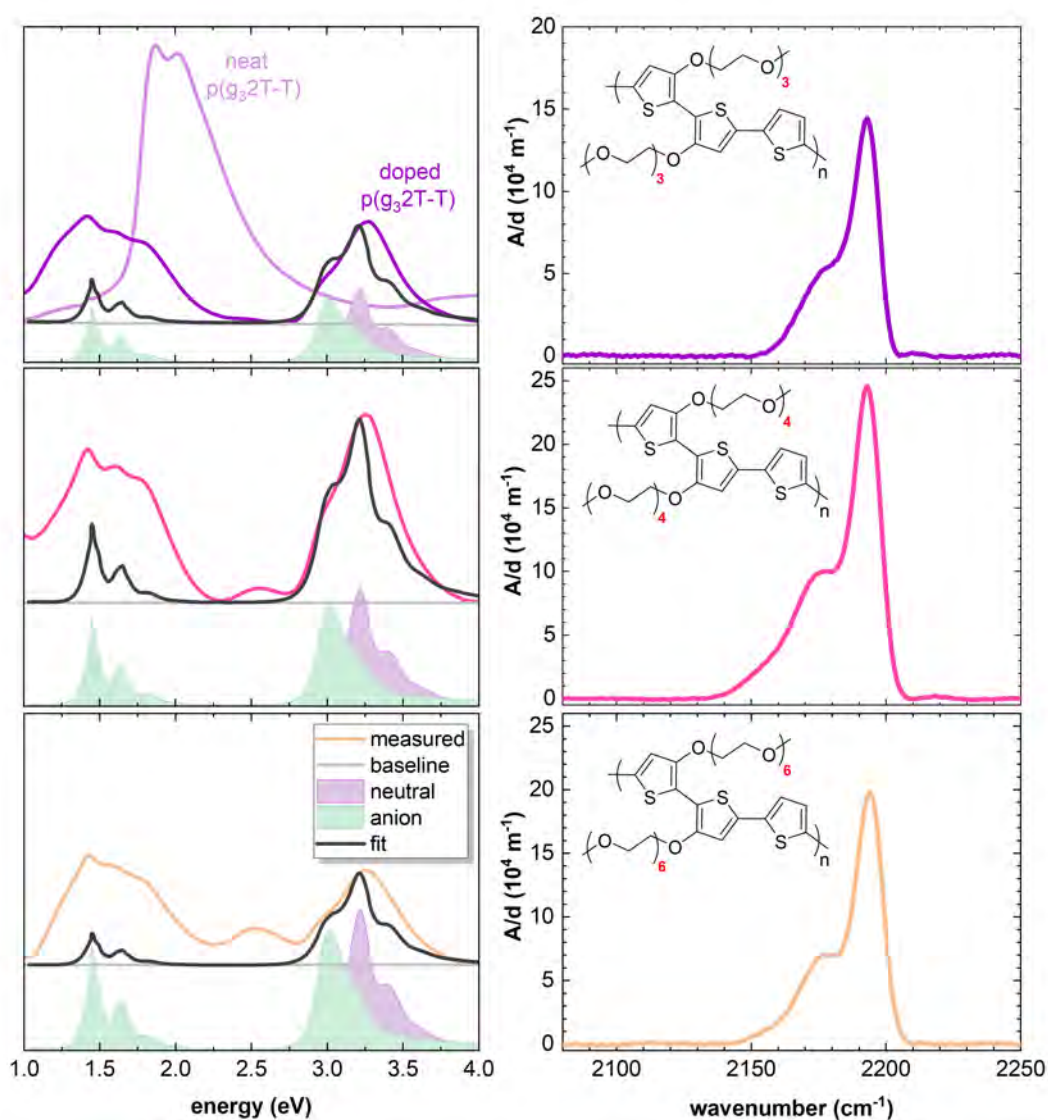 neat
p(g₃2T-T)
doped
p(g₃2T-T)
measured
baseline
neutral
anion
fit
1.0 1.5 2.0 2.5 3.0 3.5 4.0
energy (eV)
20
15
10
5
0
A/d (10⁴ m⁻¹)
O O 3
S S S n
O O 3
25
20
15
10
5
0
A/d (10⁴ m⁻¹)
O O 4
S S S n
O O 4
25
20
15
10
5
0
A/d (10⁴ m⁻¹)
O O 6
S S S n
O O 6
2100 2150 2200 2250
wavenumber (cm⁻¹)